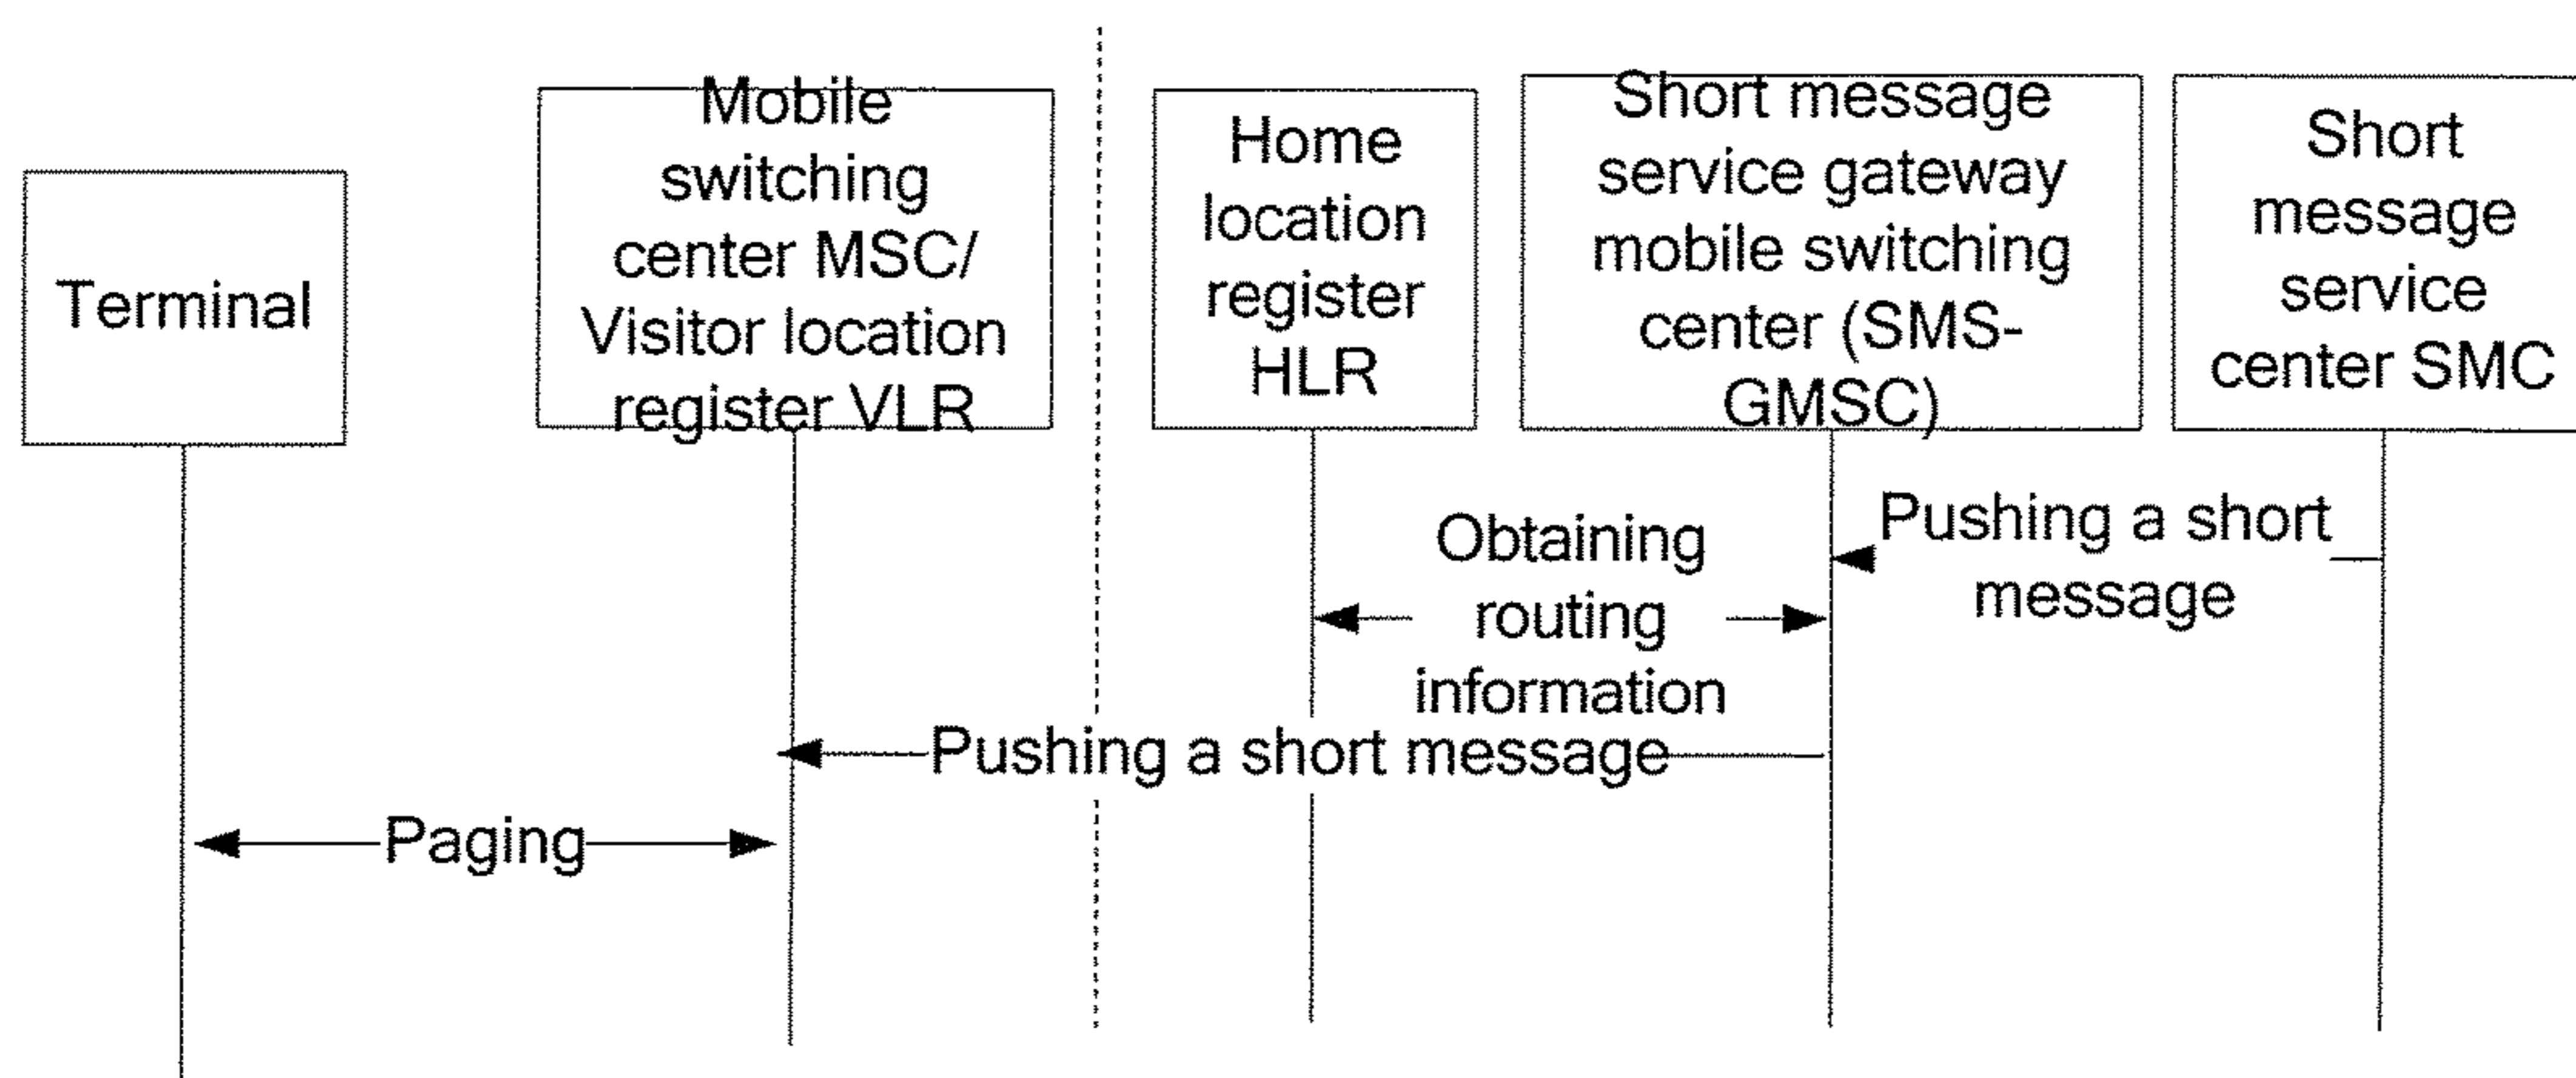 Terminal
Mobile
switching
center MSC/
Visitor location
register VLR
Home
location
register
HLR
Short message
service gateway
mobile switching
center (SMS-
GMSC)
Short
message
service
center SMC
Pushing a short
message
Obtaining
routing
information
Pushing a short message
Paging